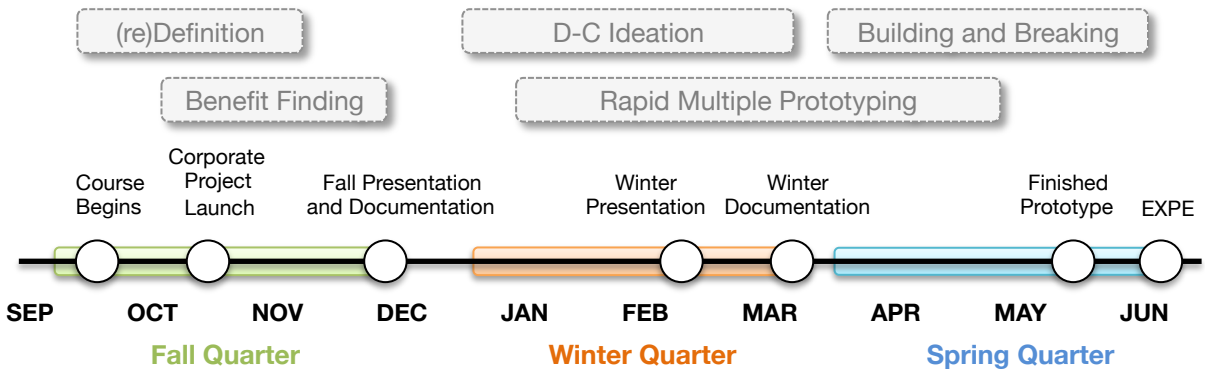 (re)Definition
D-C Ideation
Building and Breaking
Benefit Finding
Rapid Multiple Prototyping
Course
Begins
Corporate
Project
Launch
Fall Presentation
and Documentation
Winter
Presentation
Winter
Documentation
Finished
Prototype
EXPE
SEP
OCT
NOV
DEC
JAN
FEB
MAR
APR
MAY
JUN
Fall Quarter
Winter Quarter
Spring Quarter